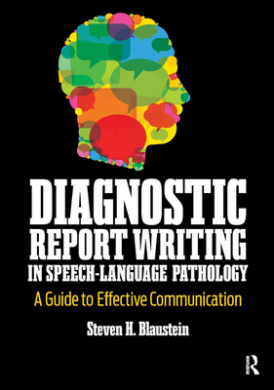 DIAGNOSTIC
REPORT WRITING
IN SPEECH-LANGUAGE PATHOLOGY
A Guide to Effective Communication
Steven H. Blaustein